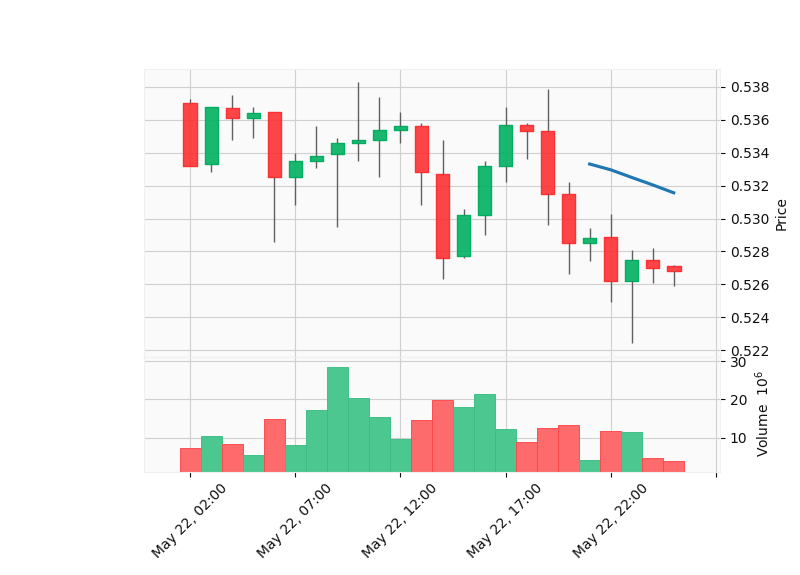 0.538
0.536
0.534
0.532
0.530
0.528
0.526
0.524
0.522
Price
30
20
10
Volume 10⁶
May 22, 02:00
May 22, 07:00
May 22, 12:00
May 22, 17:00
May 22, 22:00